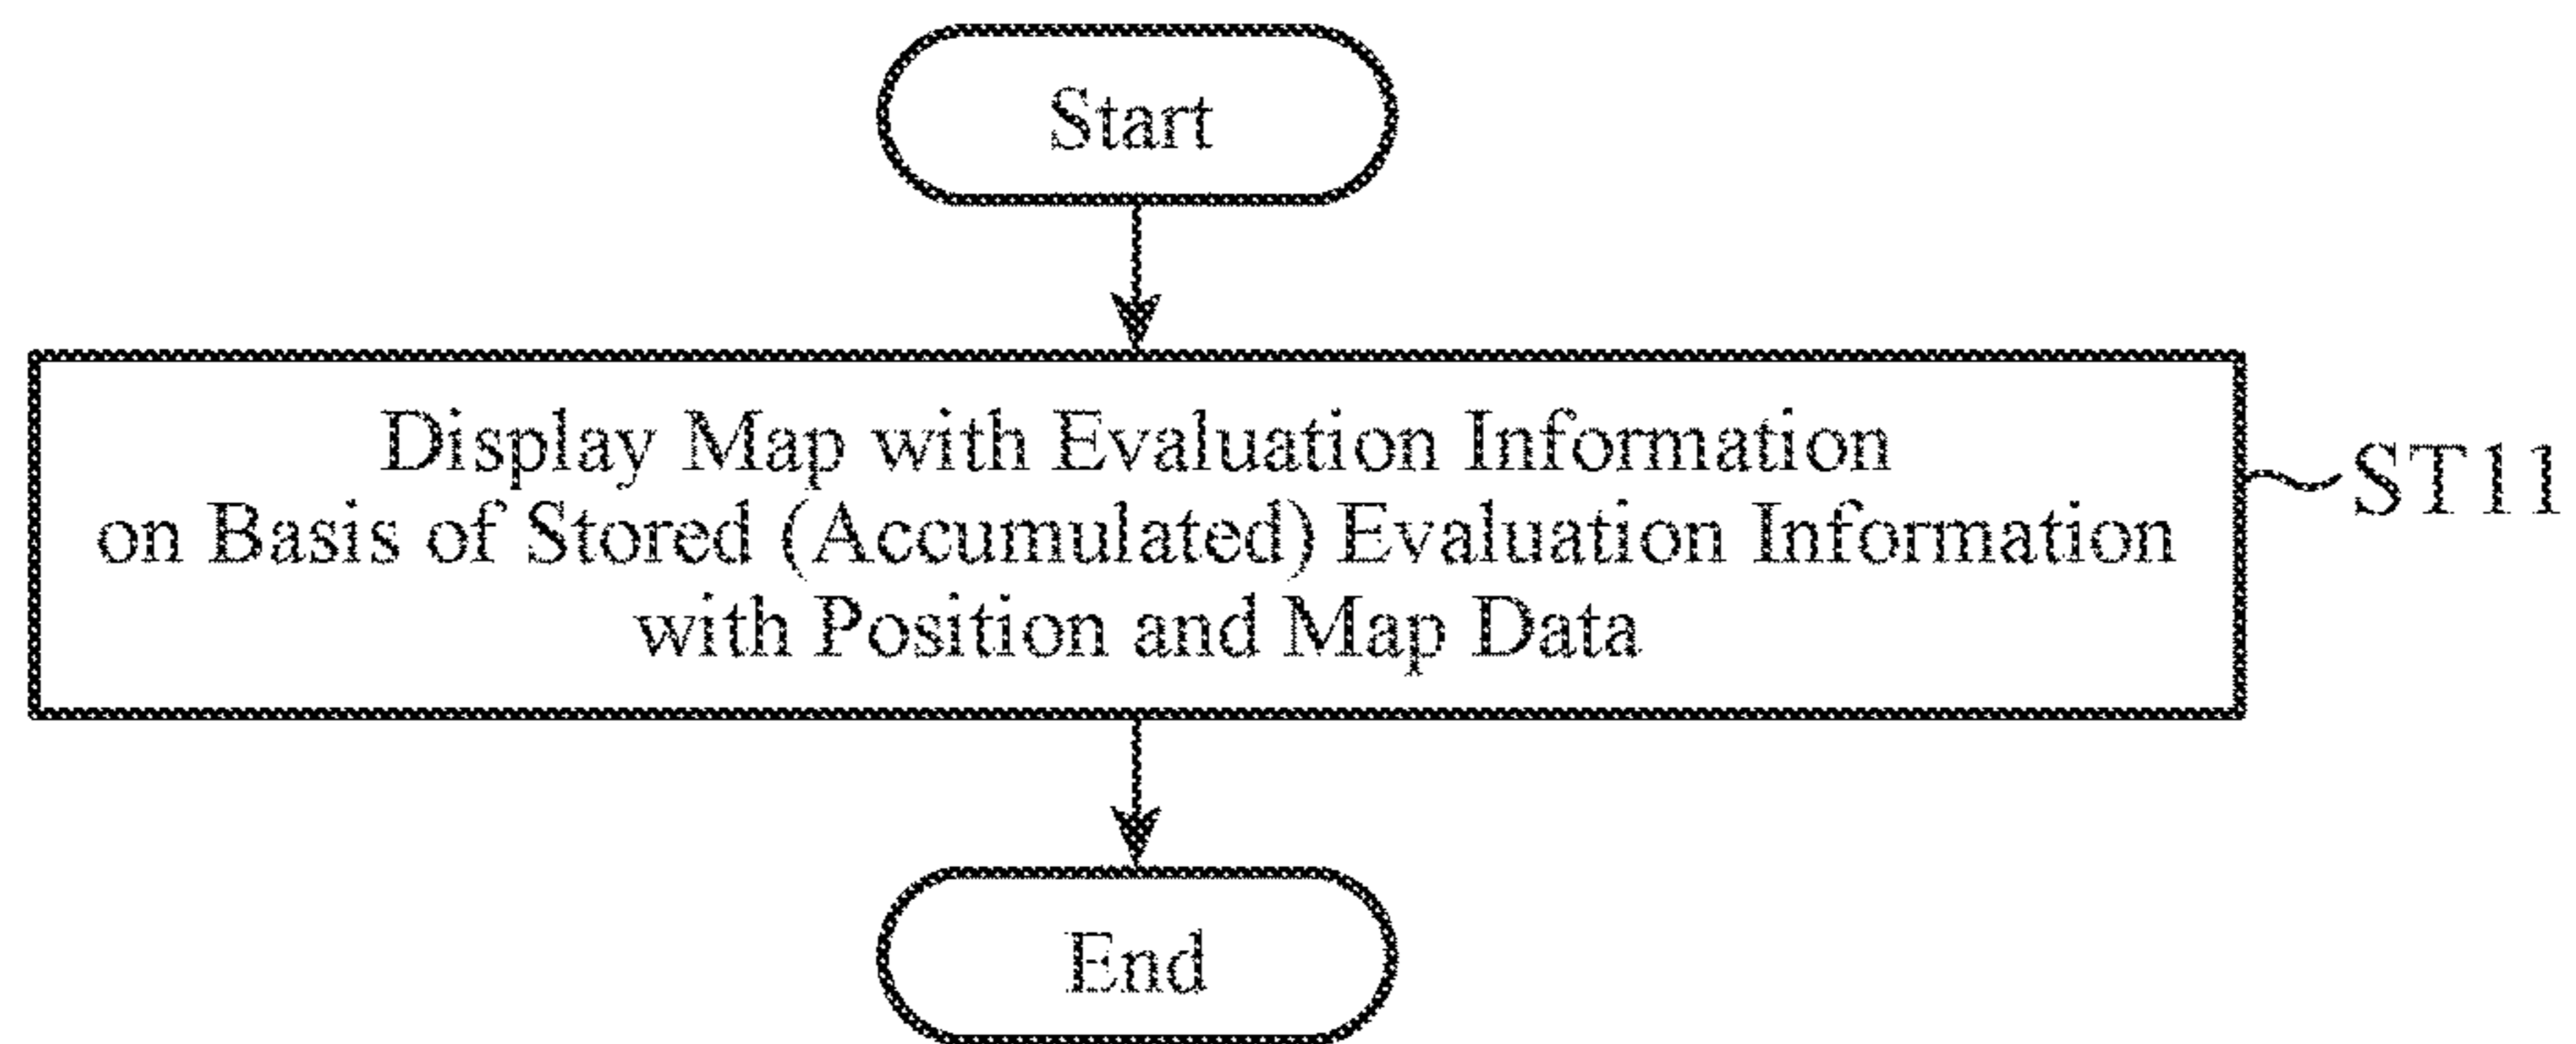 Start
Display Map with Evaluation Information
on Basis of Stored (Accumulated) Evaluation Information
with Position and Map Data
ST11
End